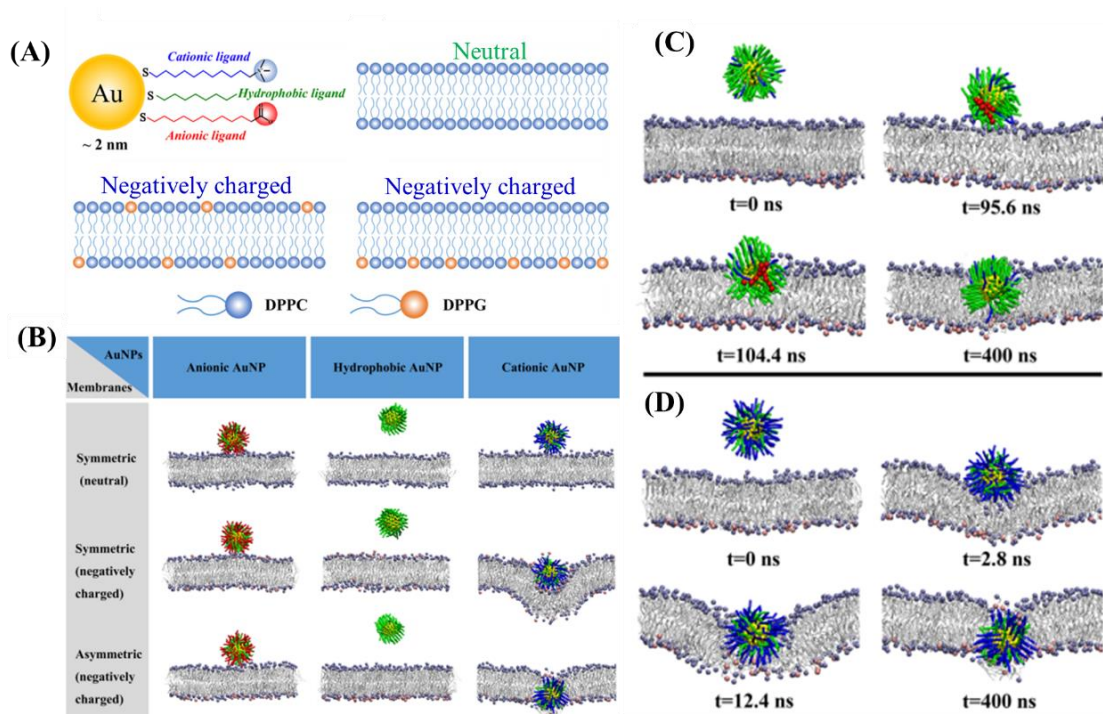 (A)
Au
~ 2 nm
S
Cationic ligand
S
Hydrophobic ligand
S
Anionic ligand
Neutral
Negatively charged
Negatively charged
DPPC
DPPG
(B)
AuNPs
Membranes
Anionic AuNP
Hydrophobic AuNP
Cationic AuNP
Symmetric
(neutral)
Symmetric
(negatively
charged)
Asymmetric
(negatively
charged)
(C)
t=0 ns
t=95.6 ns
t=104.4 ns
t=400 ns
(D)
t=0 ns
t=2.8 ns
t=12.4 ns
t=400 ns